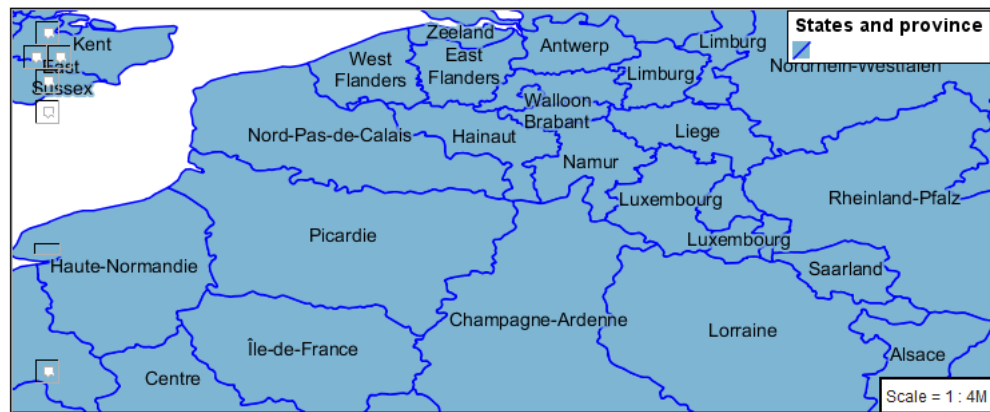 States and province
Kent
East
Sussex
Zeeland
East
Flanders
West
Flanders
Antwerp
Limburg
Nordrhein-Westfalen
Limburg
Walloon
Brabant
Nord-Pas-de-Calais
Hainaut
Liege
Namur
Luxembourg
Rheinland-Pfalz
Picardie
Luxembourg
Haute-Normandie
Saarland
Champagne-Ardenne
Lorraine
Île-de-France
Alsace
Centre
Scale = 1 : 4M